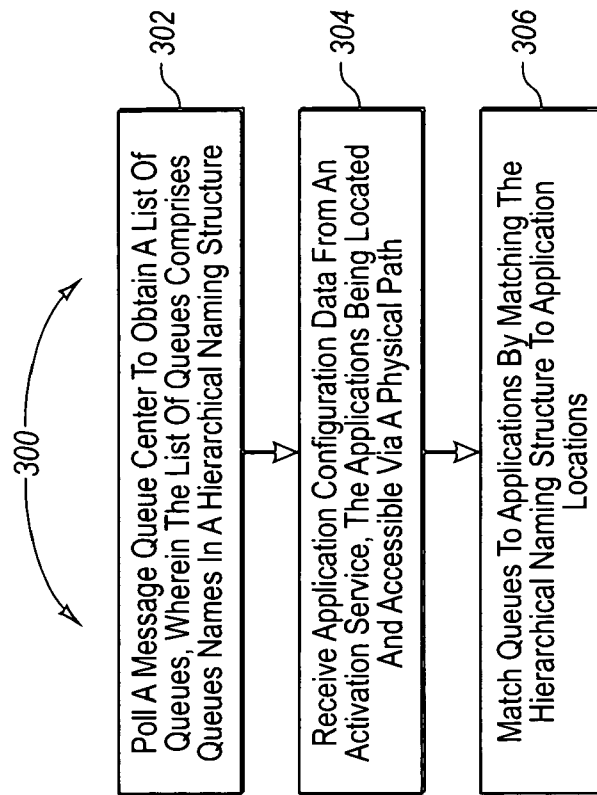 300
302
Poll A Message Queue Center To Obtain A List Of
Queues, Wherein The List Of Queues Comprises
Queues Names In A Hierarchical Naming Structure
304
Receive Application Configuration Data From An
Activation Service, The Applications Being Located
And Accessible Via A Physical Path
306
Match Queues To Applications By Matching The
Hierarchical Naming Structure To Application
Locations